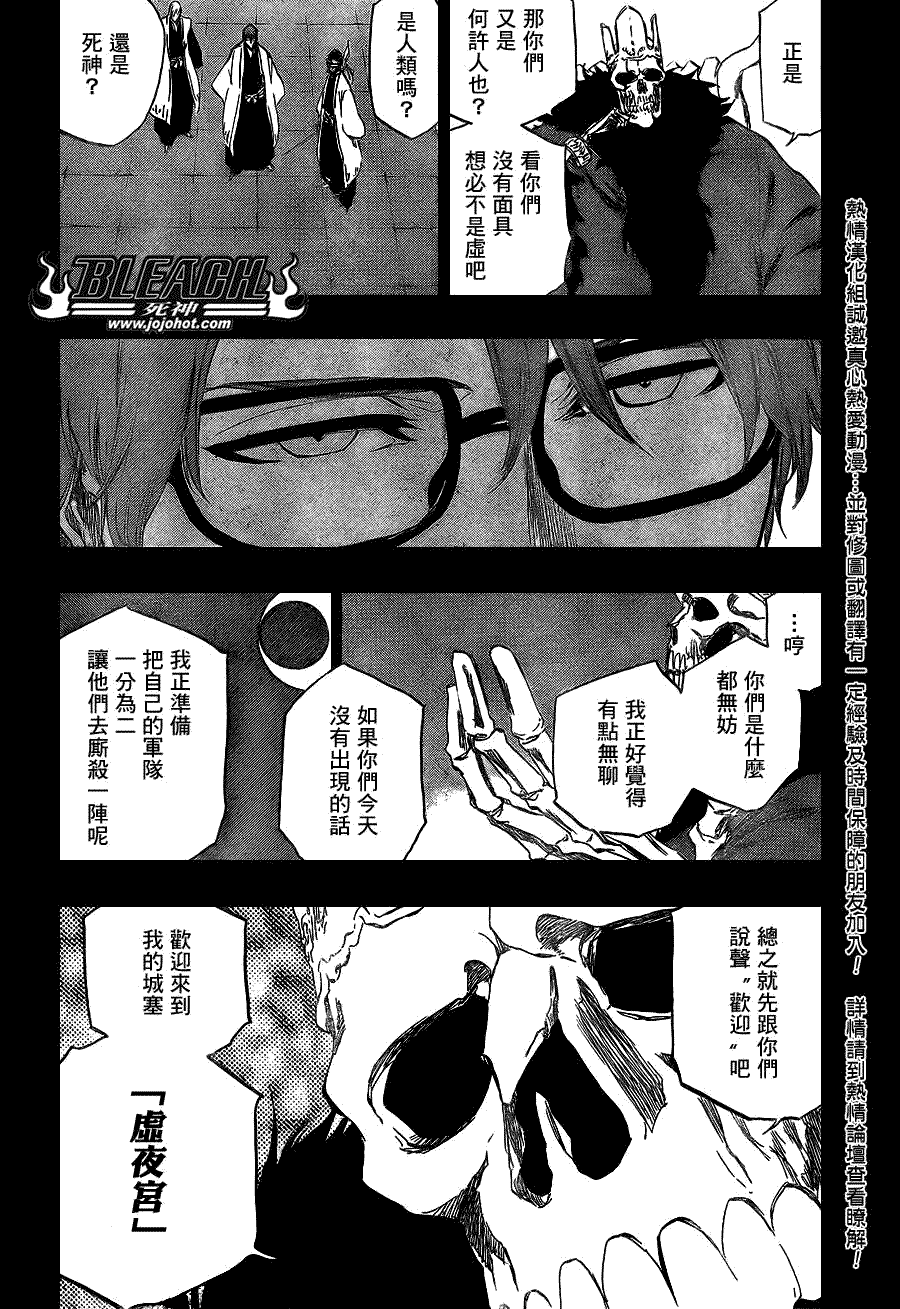 正是
那你們
又是
何許人也？
看你們
沒有面具
想必不是虛吧
是人類嗎？
還是
死神？
BLEACH
死神
www.jojohot.com
…哼
你們是什麼
都無妨
我正好覺得
有點無聊
如果你們今天
沒有出現的話
我正準備
把自己的軍隊
一分為二
讓他們去廝殺一陣呢
總之就先跟你們
說聲〝歡迎〞吧
歡迎來到
我的城塞
「虛夜宮」
熱情漢化組誠邀真心熱愛動漫…並對修圖或翻譯有一定經驗及時間保障的朋友加入！ 詳情請到熱情論壇查看瞭解！